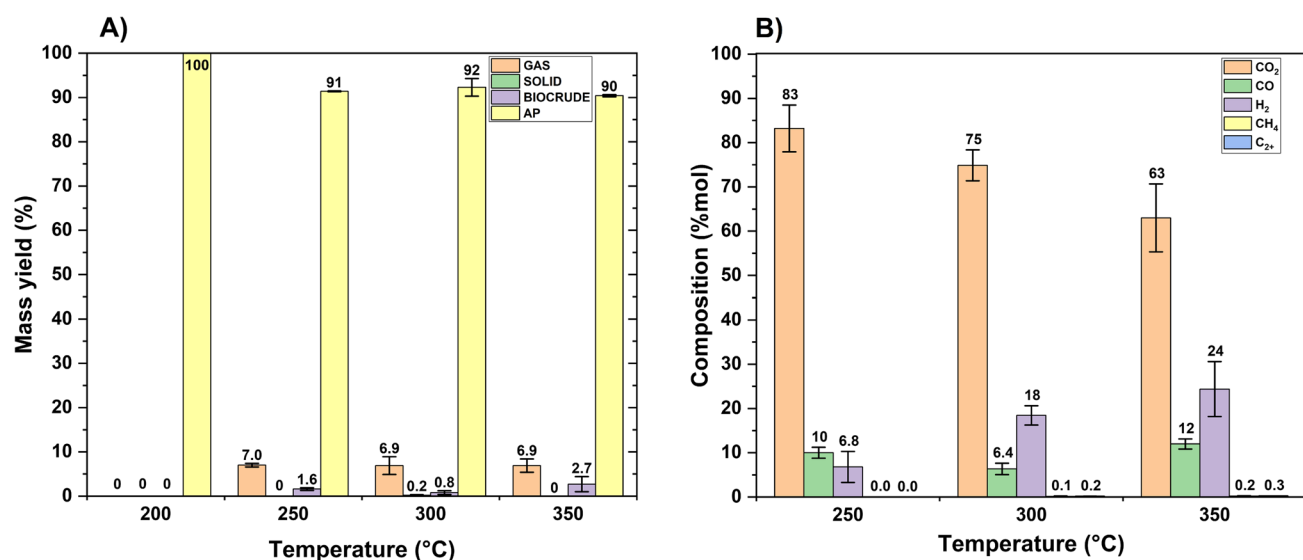 A)
Mass yield (%)
100
90
80
70
60
50
40
30
20
10
0
GAS
SOLID
BIOCRUDE
AP
0 0 0 100
7.0 0 1.6 91
6.9 0.2 0.8 92
6.9 0 2.7 90
200 250 300 350
Temperature (°C)
B)
Composition (%mol)
100
90
80
70
60
50
40
30
20
10
0
CO₂
CO
H₂
CH₄
C₂₊
83 10 6.8 0.0 0.0
75 6.4 18 0.1 0.2
63 12 24 0.2 0.3
250 300 350
Temperature (°C)